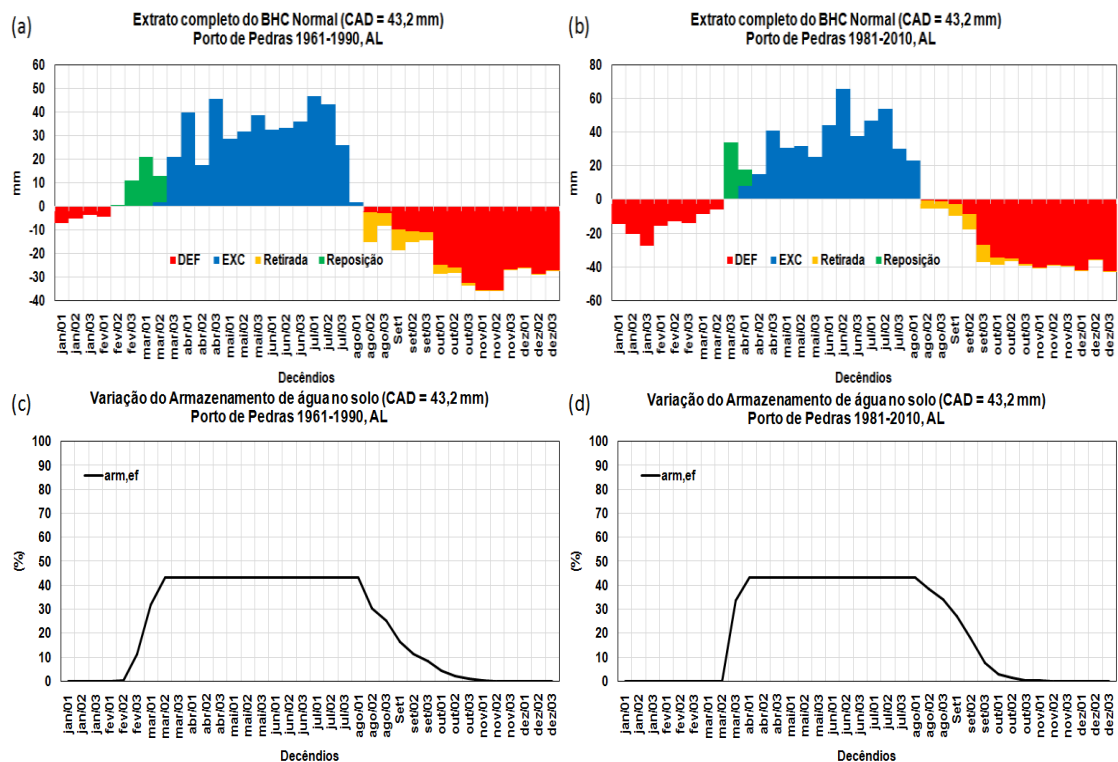 (a)
Extrato completo do BHC Normal (CAD = 43,2 mm)
Porto de Pedras 1961-1990, AL
mm
60
50
40
30
20
10
0
-10
-20
-30
-40
DEF EXC Retirada Reposição
jan/01 jan/02 jan/03 fev/01 fev/02 fev/03 mar/01 mar/02 mar/03 abr/01 abr/02 abr/03 mai/01 mai/02 mai/03 jun/01 jun/02 jun/03 jul/01 jul/02 jul/03 ago/01 ago/02 ago/03 Set1 set/02 set/03 out/01 out/02 out/03 nov/01 nov/02 nov/03 dez/01 dez/02 dez/03
Decêndios
(b)
Extrato completo do BHC Normal (CAD = 43,2 mm)
Porto de Pedras 1981-2010, AL
mm
80
60
40
20
0
-20
-40
-60
DEF EXC Retirada Reposição
jan/01 jan/02 jan/03 fev/01 fev/02 fev/03 mar/01 mar/02 mar/03 abr/01 abr/02 abr/03 mai/01 mai/02 mai/03 jun/01 jun/02 jun/03 jul/01 jul/02 jul/03 ago/01 ago/02 ago/03 Set1 set/02 set/03 out/01 out/02 out/03 nov/01 nov/02 nov/03 dez/01 dez/02 dez/03
Decêndios
(c)
Variação do Armazenamento de água no solo (CAD = 43,2 mm)
Porto de Pedras 1961-1990, AL
(%)
100
90
80
70
60
50
40
30
20
10
0
arm,ef
jan/01 jan/02 jan/03 fev/01 fev/02 fev/03 mar/01 mar/02 mar/03 abr/01 abr/02 abr/03 mai/01 mai/02 mai/03 jun/01 jun/02 jun/03 jul/01 jul/02 jul/03 ago/01 ago/02 ago/03 Set1 set/02 set/03 out/01 out/02 out/03 nov/01 nov/02 nov/03 dez/01 dez/02 dez/03
Decêndios
(d)
Variação do Armazenamento de água no solo (CAD = 43,2 mm)
Porto de Pedras 1981-2010, AL
(%)
100
90
80
70
60
50
40
30
20
10
0
arm,ef
jan/01 jan/02 jan/03 fev/01 fev/02 fev/03 mar/01 mar/02 mar/03 abr/01 abr/02 abr/03 mai/01 mai/02 mai/03 jun/01 jun/02 jun/03 jul/01 jul/02 jul/03 ago/01 ago/02 ago/03 Set1 set/02 set/03 out/01 out/02 out/03 nov/01 nov/02 nov/03 dez/01 dez/02 dez/03
Decêndios